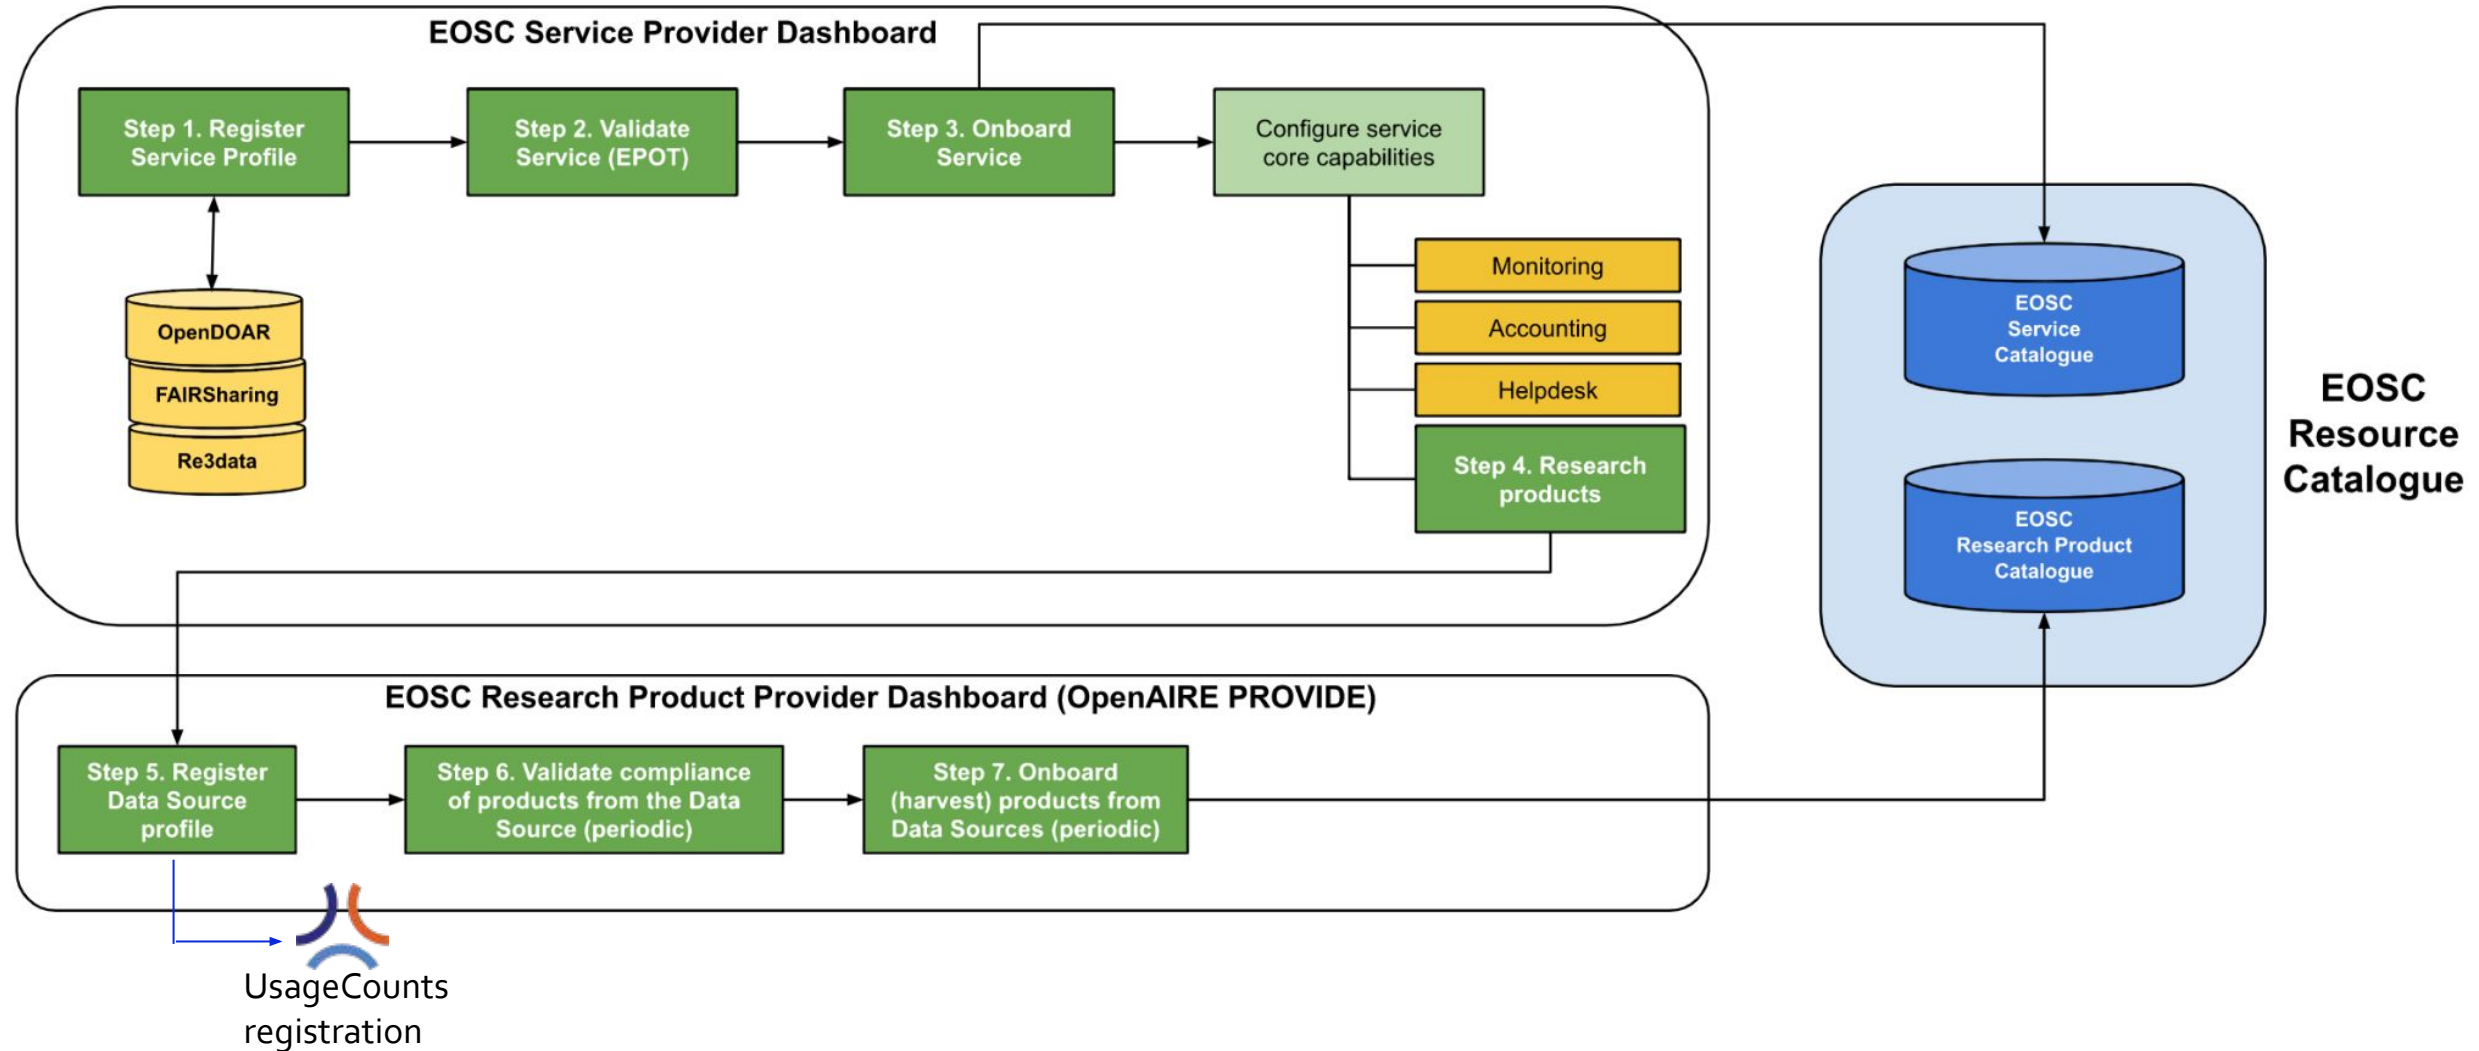 EOSC Service Provider Dashboard
Step 1. Register
Service Profile
Step 2. Validate
Service (EPOT)
Step 3. Onboard
Service
Configure service
core capabilities
OpenDOAR
FAIRSharing
Re3data
Monitoring
Accounting
Helpdesk
Step 4. Research
products
EOSC
Service
Catalogue
EOSC
Research Product
Catalogue
EOSC
Resource
Catalogue
EOSC Research Product Provider Dashboard (OpenAIRE PROVIDE)
Step 5. Register
Data Source
profile
Step 6. Validate compliance
of products from the Data
Source (periodic)
Step 7. Onboard
(harvest) products from
Data Sources (periodic)
UsageCounts
registration